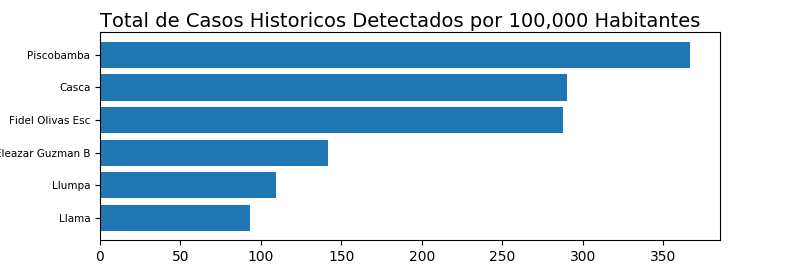 Total de Casos Historicos Detectados por 100,000 Habitantes
Piscobamba
Casca
Fidel Olivas Esc
Eleazar Guzman B
Llumpa
Llama
0 50 100 150 200 250 300 350